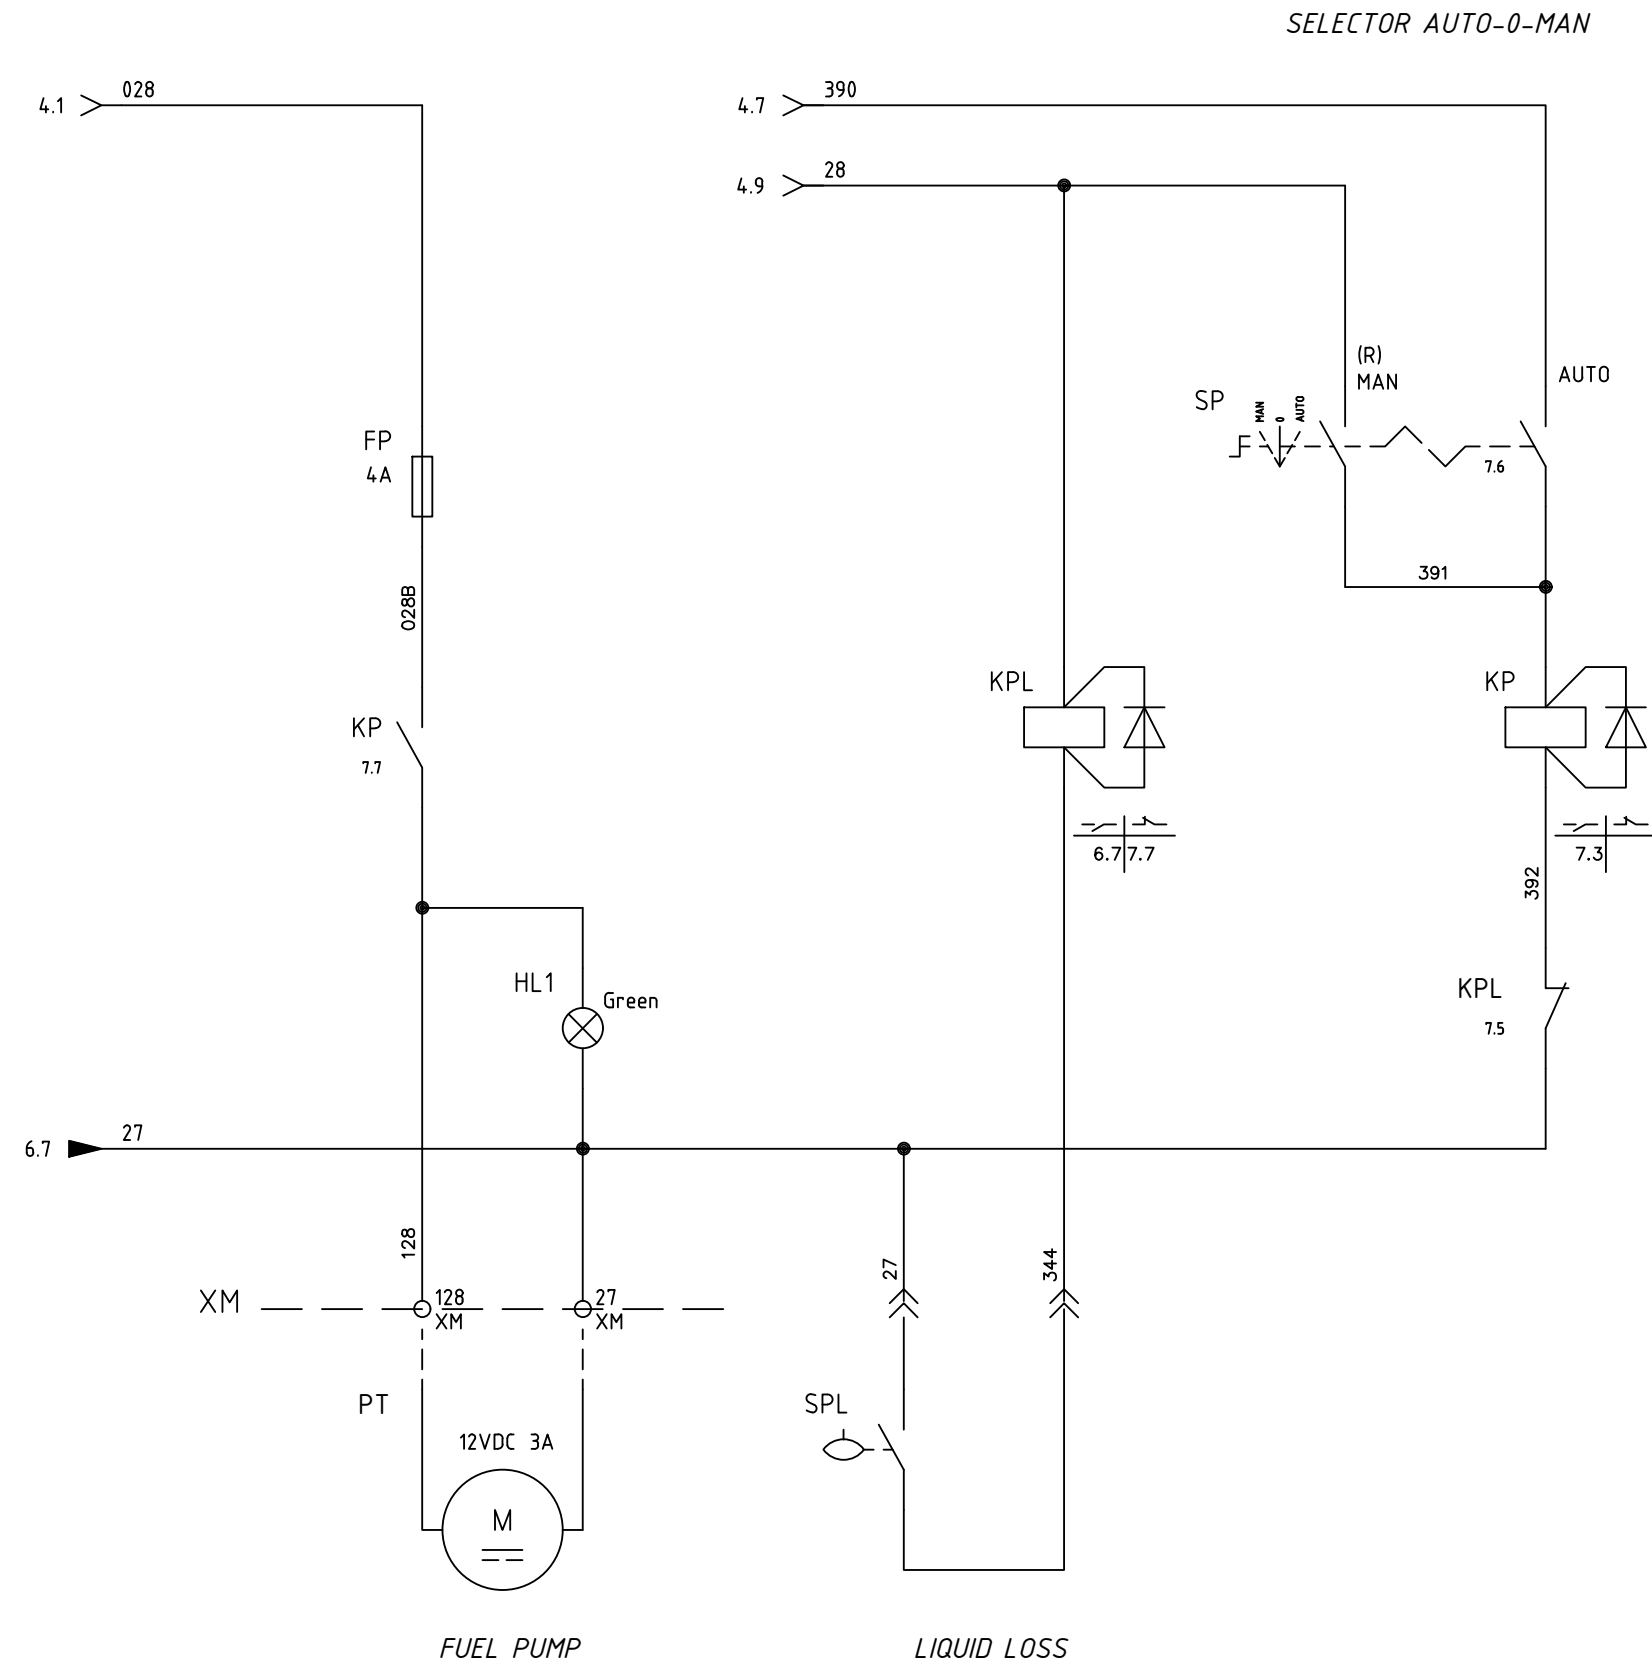 SELECTOR AUTO-0-MAN
4.1
028
4.7
390
4.9
28
(R)
MAN
AUTO
SP
MAN
0
AUTO
7.6
FP
4A
028B
391
KPL
KP
KP
7.7
6.7 7.7
7.3
392
HL1
Green
KPL
7.5
6.7
27
128
27
344
XM
128
XM
27
XM
PT
SPL
12VDC 3A
M
FUEL PUMP
LIQUID LOSS